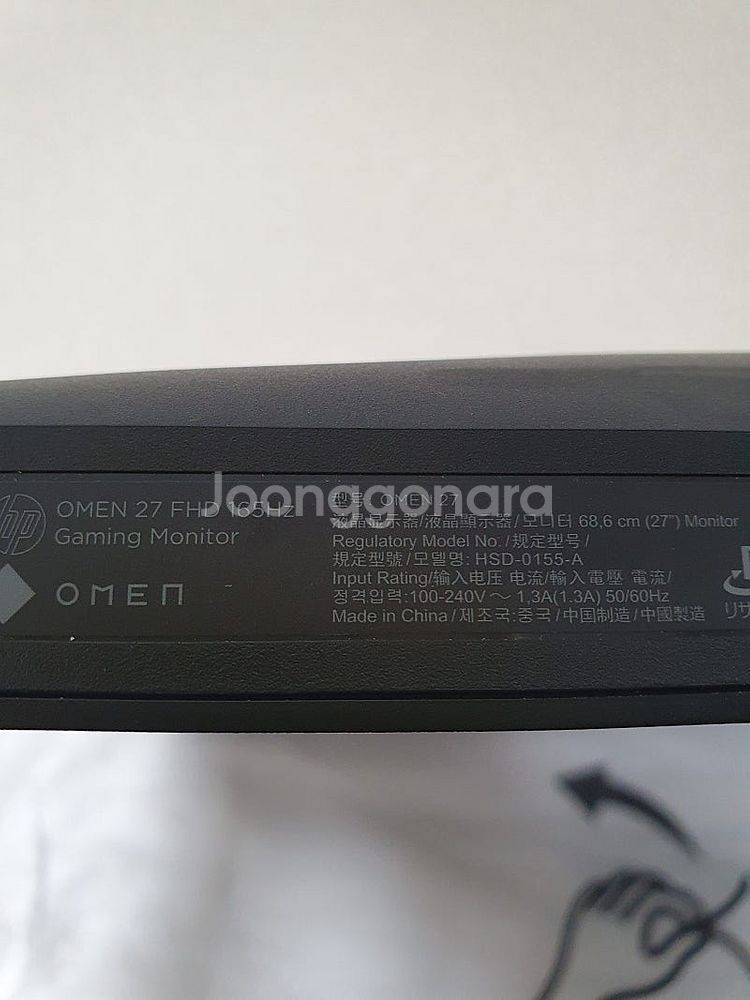 hp
OMEN 27 FHD 165Hz
Gaming Monitor
OMEN
Joonggonara
型号: OMEN 27
液晶显示器/液晶顯示器/모니터 68,6 cm (27") Monitor
Regulatory Model No./规定型号/
規定型號/모델명: HSD-0155-A
Input Rating/输入电压 电流/輸入電壓 電流/
정격입력:100-240V ～ 1,3A(1.3A) 50/60Hz
Made in China/제조국:중국/中国制造/中國製造
リサ